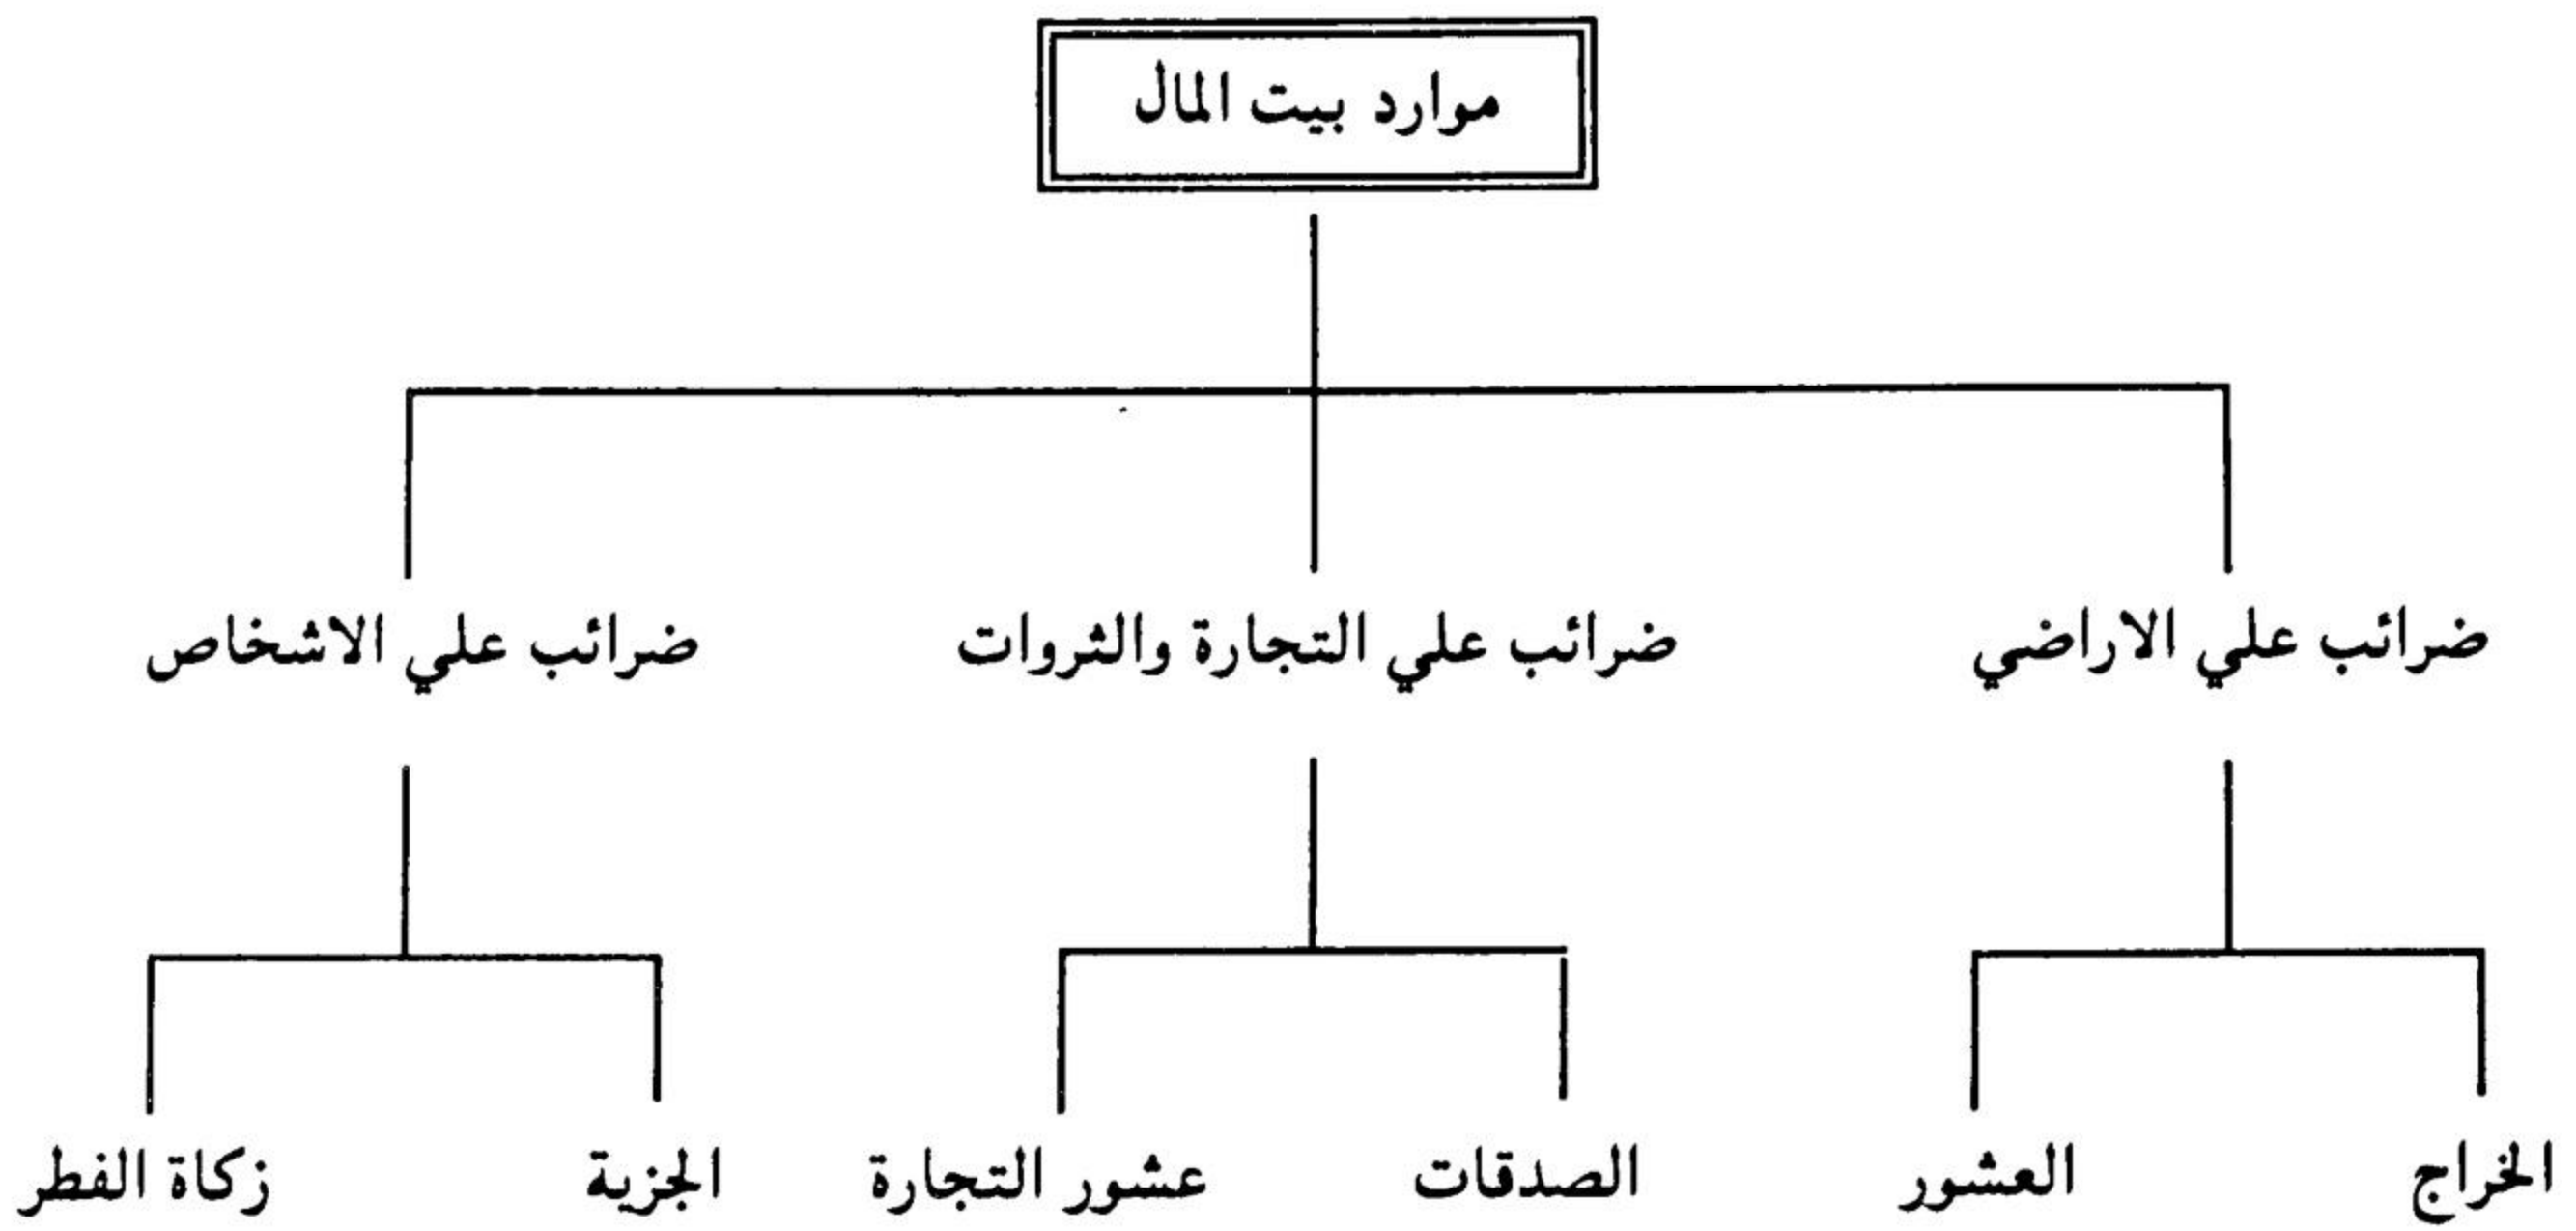 موارد بيت المال
ضرائب علي الاراضي
ضرائب علي التجارة والثروات
ضرائب علي الاشخاص
الخراج
العشور
الصدقات
عشور التجارة
الجزية
زكاة الفطر